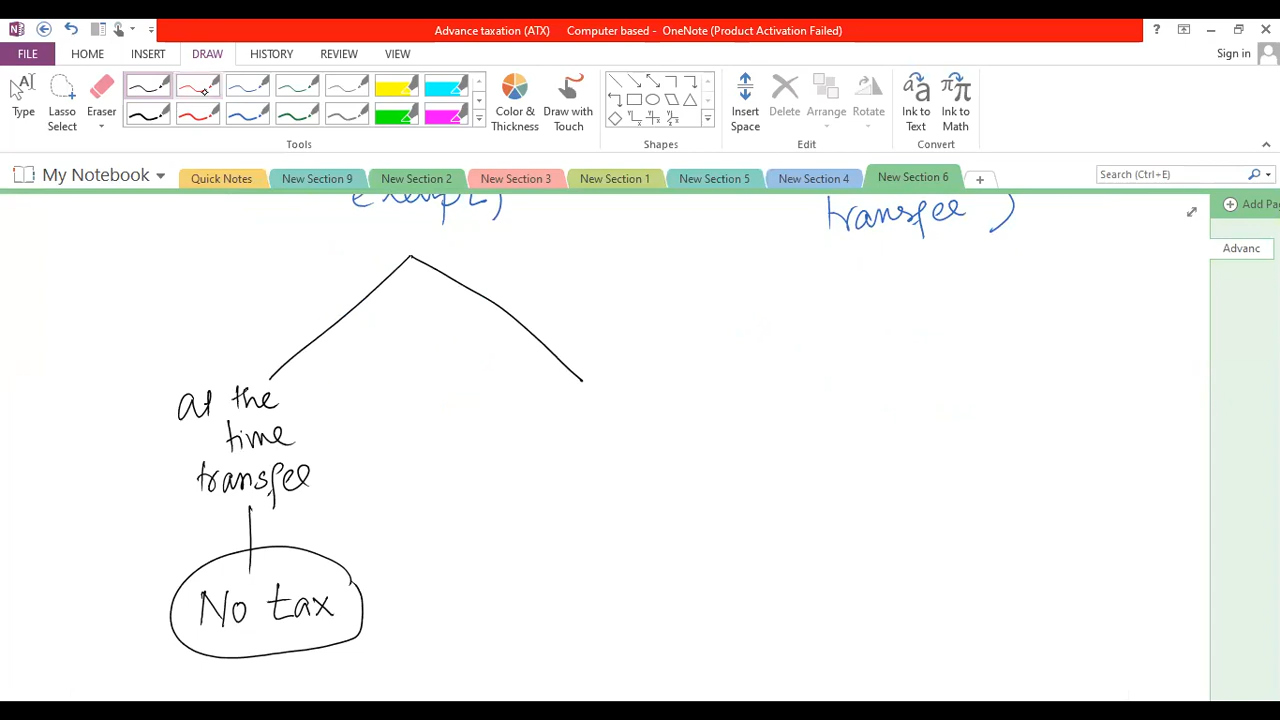 Advance taxation (ATX) Computer based - OneNote (Product Activation Failed)
Sign in
FILE HOME INSERT DRAW HISTORY REVIEW VIEW
Type
Lasso Select
Eraser
Color & Thickness
Draw with Touch
Insert Space
Delete
Arrange
Rotate
Ink to Text
Ink to Math
Tools
Shapes
Edit
Convert
My Notebook
Quick Notes New Section 9 New Section 2 New Section 3 New Section 1 New Section 5 New Section 4 New Section 6
Search (Ctrl+E)
Add Pag
Advanc
transfer )
at the
time
transfer
No tax